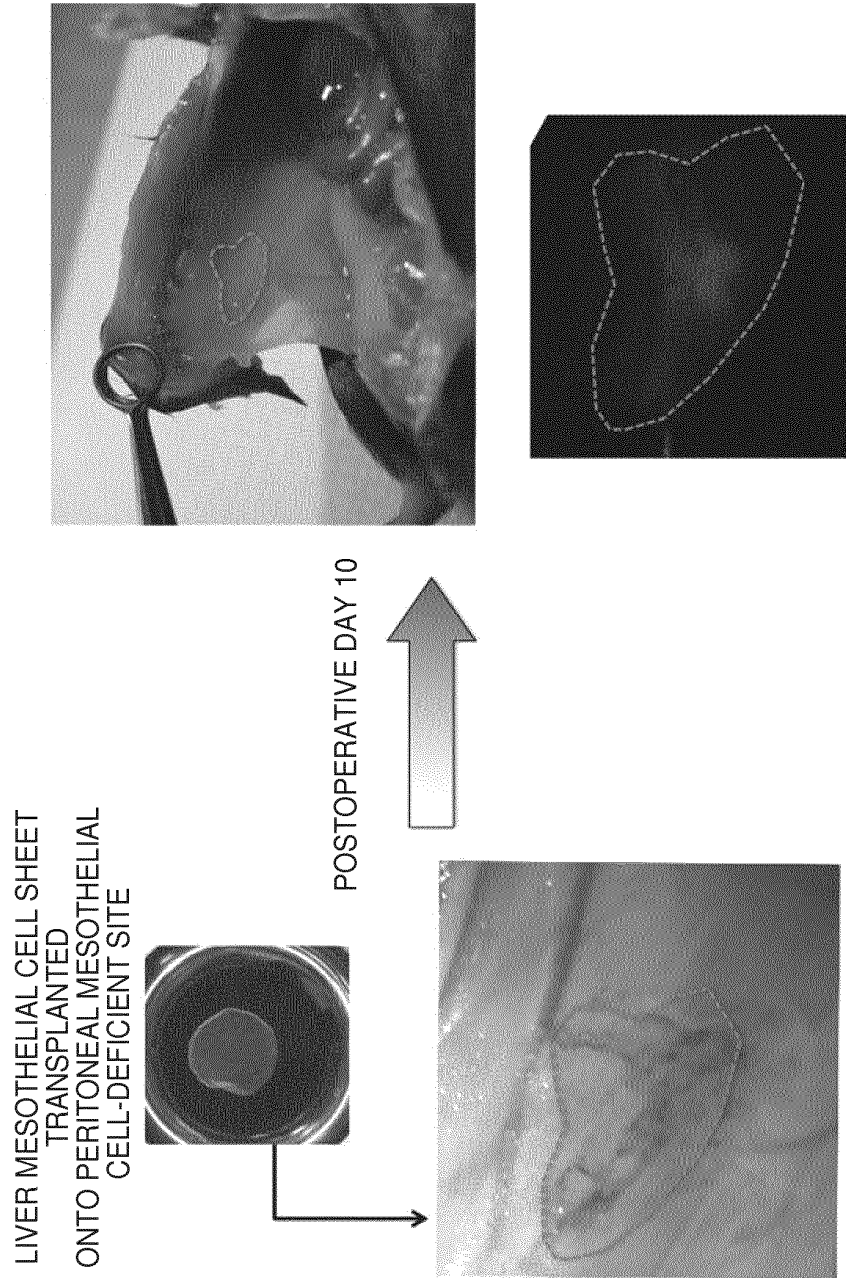 LIVER MESOTHELIAL CELL SHEET
TRANSPLANTED
ONTO PERITONEAL MESOTHELIAL
CELL-DEFICIENT SITE
POSTOPERATIVE DAY 10